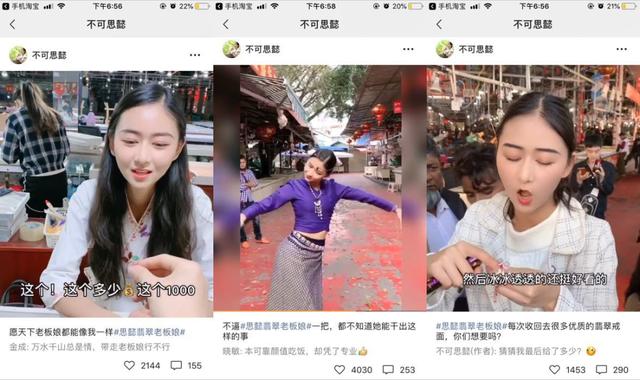 手机淘宝
下午6:56
22%
不可思懿
不可思懿
这个！这个多少💰这个1000
愿天下老板娘都能像我一样#思懿翡翠老板娘#
金成: 万水千山总是情，带走老板娘行不行
2144
155
手机淘宝
下午6:58
20%
不可思懿
不可思懿
不逼#思懿翡翠老板娘#一把，都不知道她能干出这
样的事
晓敏: 本可靠颜值吃饭，却凭了专业👍
4030
253
手机淘宝
下午6:56
21%
不可思懿
不可思懿
然后冰冰透透的还挺好看的
#思懿翡翠老板娘#每次收回去很多优质的翡翠戒
面，你们想要吗？
不可思懿(作者): 猜猜我最后给了多少？💰
1453
290